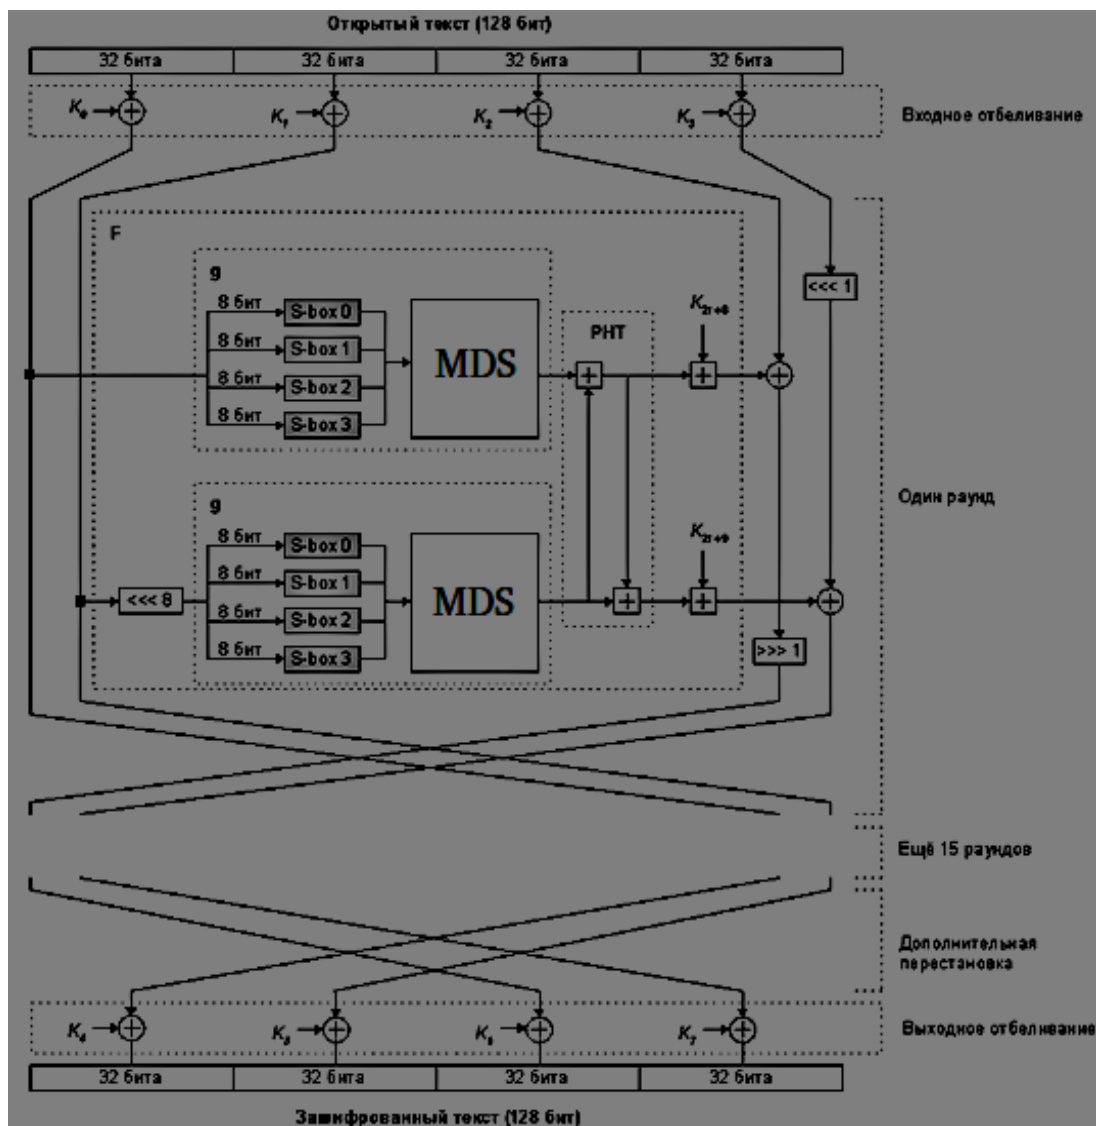 Открытый текст (128 бит)
32 бита 32 бита 32 бита 32 бита
K0 K1 K2 K3
Входное отбеливание
F
g
8 бит S-box 0
8 бит S-box 1
8 бит S-box 2
8 бит S-box 3
MDS
PHT
K2r+8
<<< 1
Один раунд
g
8 бит S-box 0
8 бит S-box 1
8 бит S-box 2
8 бит S-box 3
<<< 8
MDS
K2r+9
>>> 1
Ещё 15 раундов
Дополнительная
перестановка
K4 K5 K6 K7
Выходное отбеливание
32 бита 32 бита 32 бита 32 бита
Зашифрованный текст (128 бит)